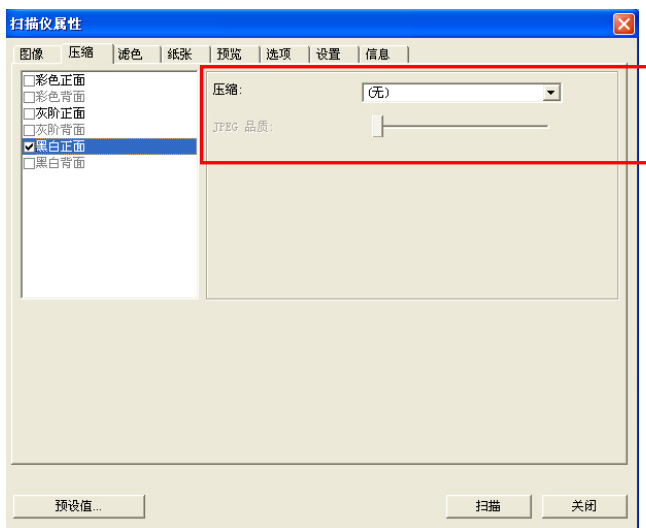 扫描仪属性
图像 压缩 滤色 纸张 预览 选项 设置 信息
彩色正面
彩色背面
灰阶正面
灰阶背面
黑白正面
黑白背面
压缩: (无)
JPEG 品质:
预设值... 扫描 关闭